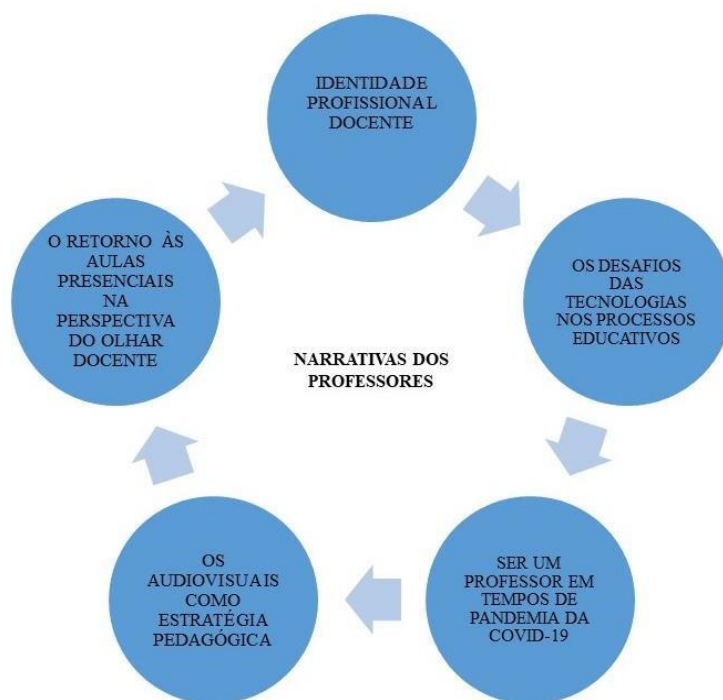 IDENTIDADE
PROFISSIONAL
DOCENTE
OS DESAFIOS
DAS
TECNOLOGIAS
NOS PROCESSOS
EDUCATIVOS
SER UM
PROFESSOR EM
TEMPOS DE
PANDEMIA DA
COVID-19
OS
AUDIOVISUAIS
COMO
ESTRATÉGIA
PEDAGÓGICA
O RETORNO ÀS
AULAS
PRESENCIAIS
NA
PERSPECTIVA
DO OLHAR
DOCENTE
NARRATIVAS DOS
PROFESSORES